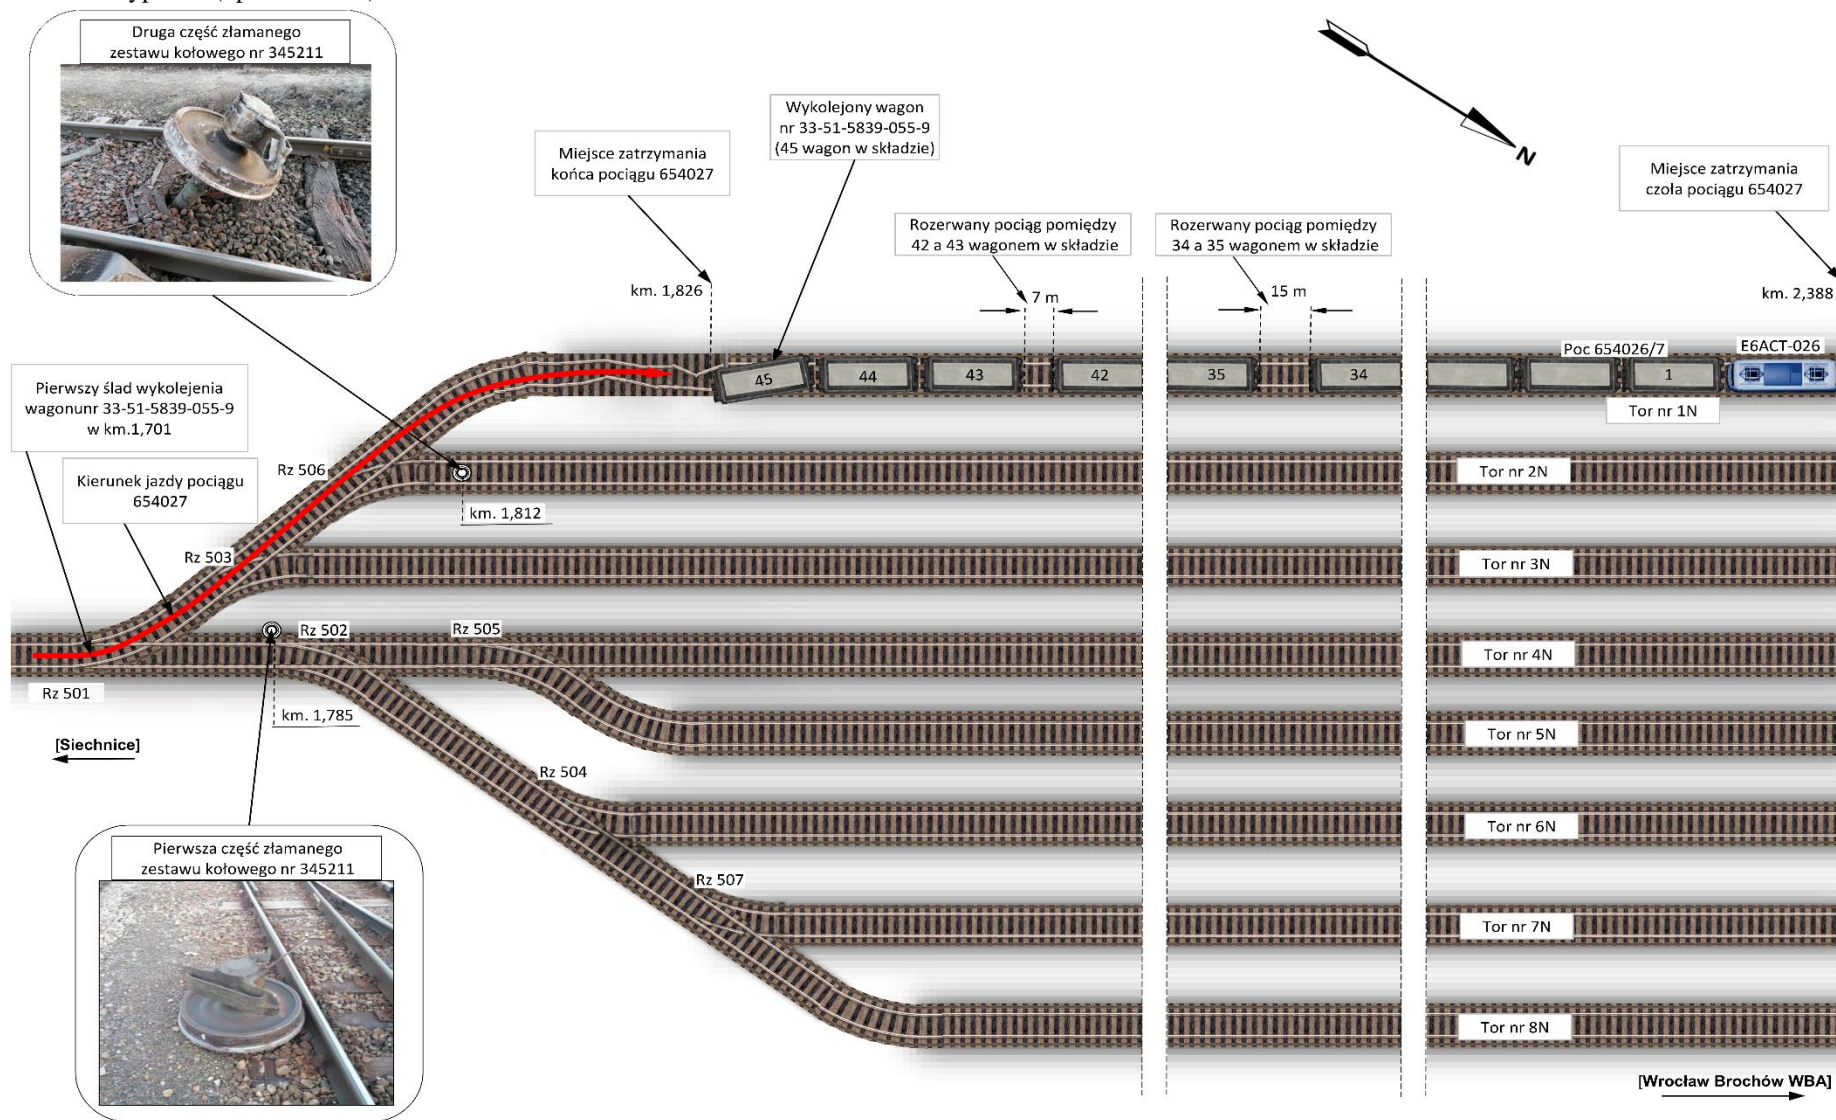 Druga część złamanego
zestawu kołowego nr 345211
Wykolejony wagon
nr 33-51-5839-055-9
(45 wagon w składzie)
Miejsce zatrzymania
końca pociągu 654027
N
Miejsce zatrzymania
czoła pociągu 654027
Rozerwany pociąg pomiędzy
42 a 43 wagonem w składzie
Rozerwany pociąg pomiędzy
34 a 35 wagonem w składzie
km. 1,826
7 m
15 m
km. 2,388
Poc 654026/7
E6ACT-026
45
44
43
42
35
34
1
Tor nr 1N
Pierwszy ślad wykolejenia
wagonunr 33-51-5839-055-9
w km.1,701
Kierunek jazdy pociągu
654027
Rz 506
Tor nr 2N
km. 1,812
Rz 503
Tor nr 3N
Rz 502
Rz 505
Tor nr 4N
Rz 501
km. 1,785
Tor nr 5N
[Siechnice]
Rz 504
Tor nr 6N
Pierwsza część złamanego
zestawu kołowego nr 345211
Rz 507
Tor nr 7N
Tor nr 8N
[Wrocław Brochów WBA]